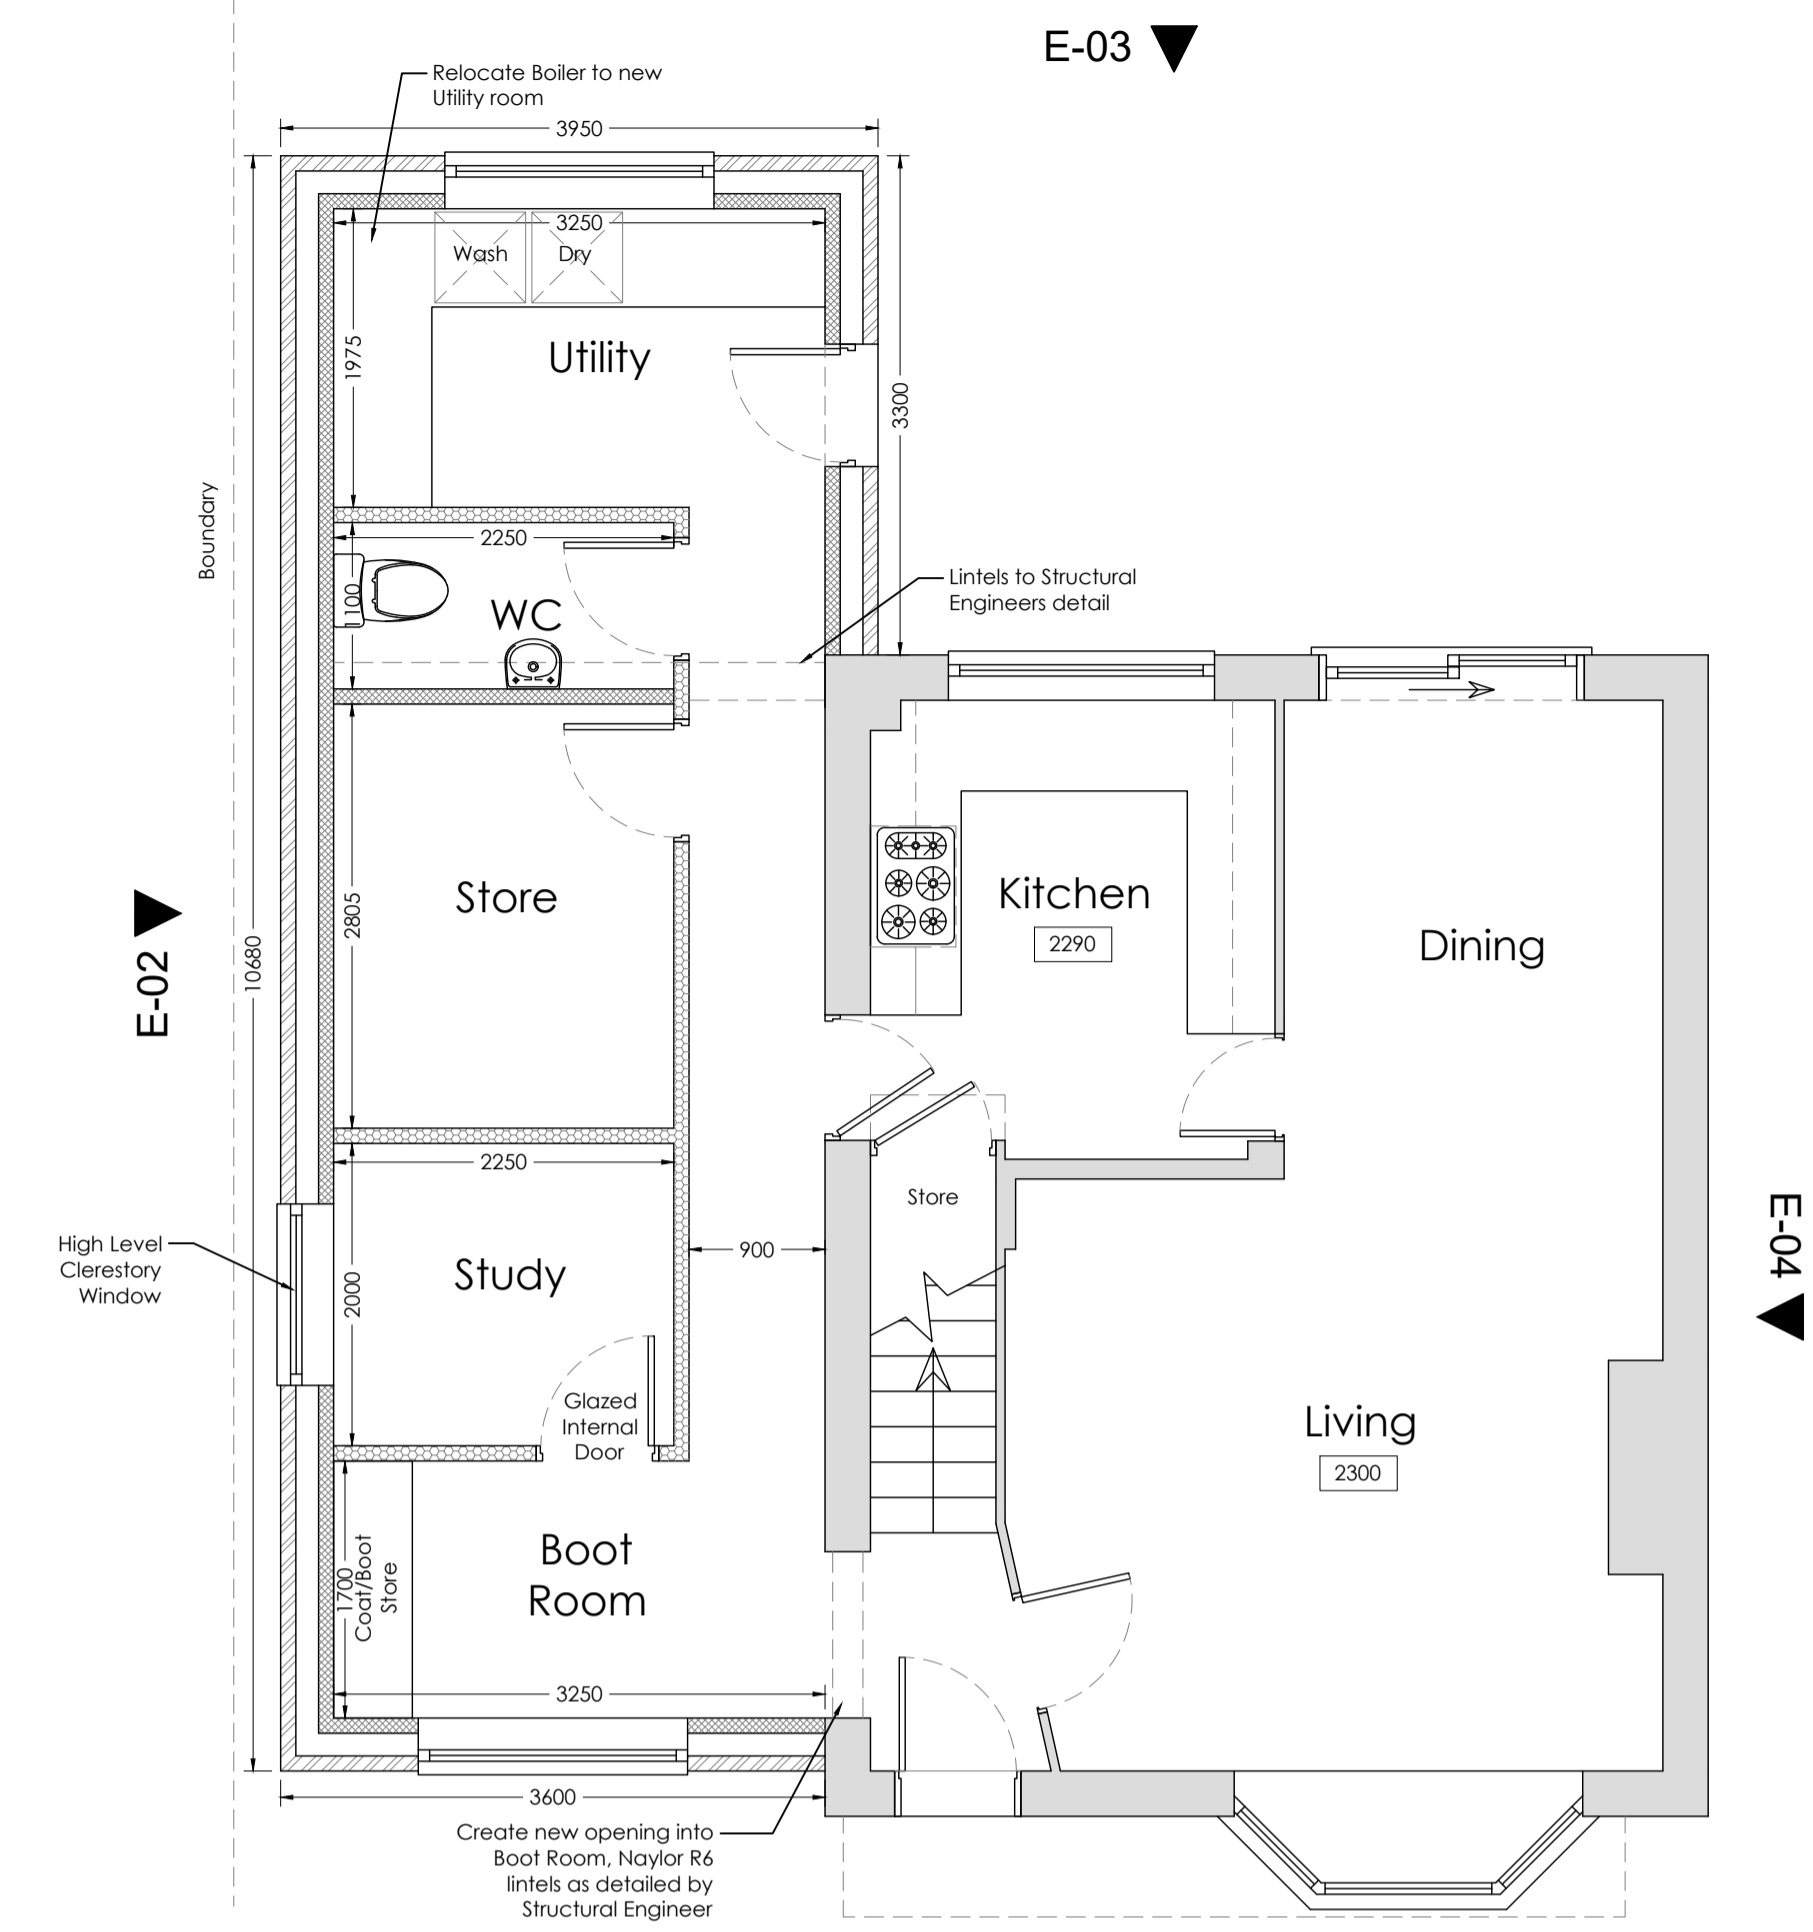 E-03
Relocate Boiler to new
Utility room
3950
3250
Wash
Dry
Utility
1975
3300
Boundary
2250
WC
1100
Lintels to Structural
Engineers detail
Store
2805
Kitchen
2290
Dining
E-02
10680
2250
Store
High Level
Clerestory
Window
Study
2000
900
E-04
Glazed
Internal
Door
Living
2300
Boot
Room
1700
Coat/Boot
Store
3250
3600
Create new opening into
Boot Room, Naylor R6
lintels as detailed by
Structural Engineer